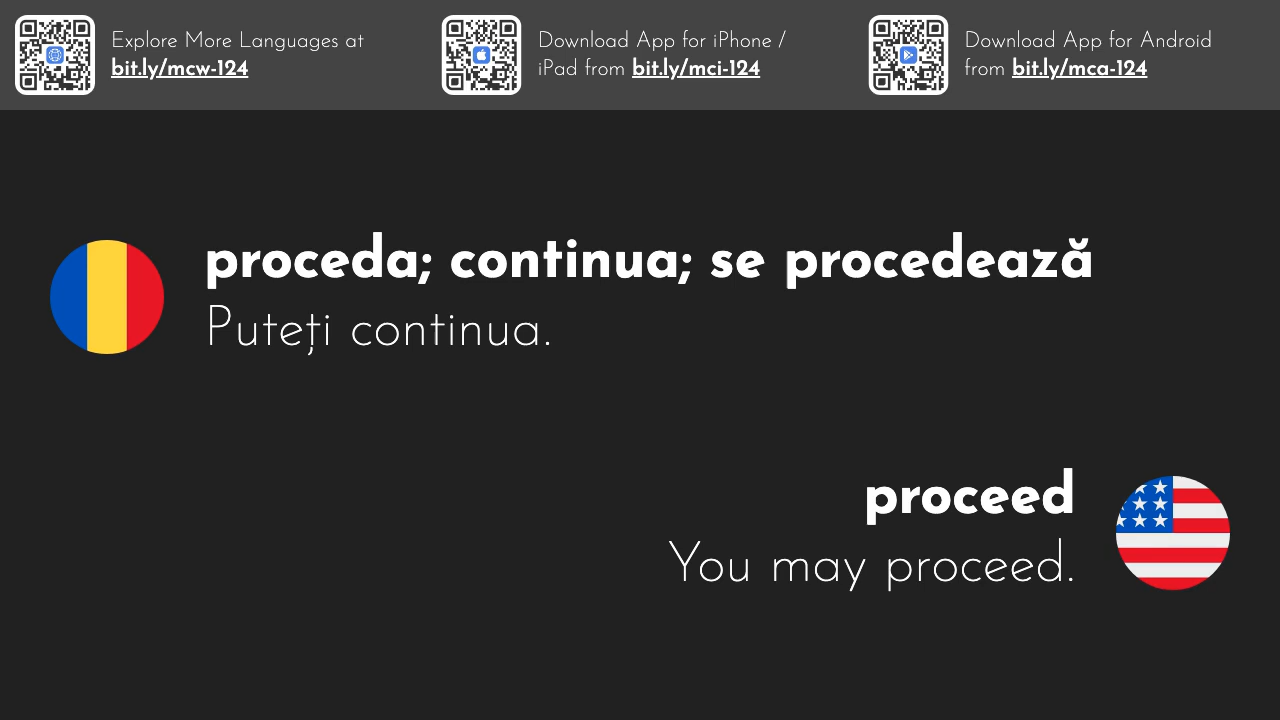 Explore More Languages at
bit.ly/mcw-124
Download App for iPhone /
iPad from bit.ly/mci-124
Download App for Android
from bit.ly/mca-124
proceda; continua; se procedează
Puteți continua.
proceed
You may proceed.